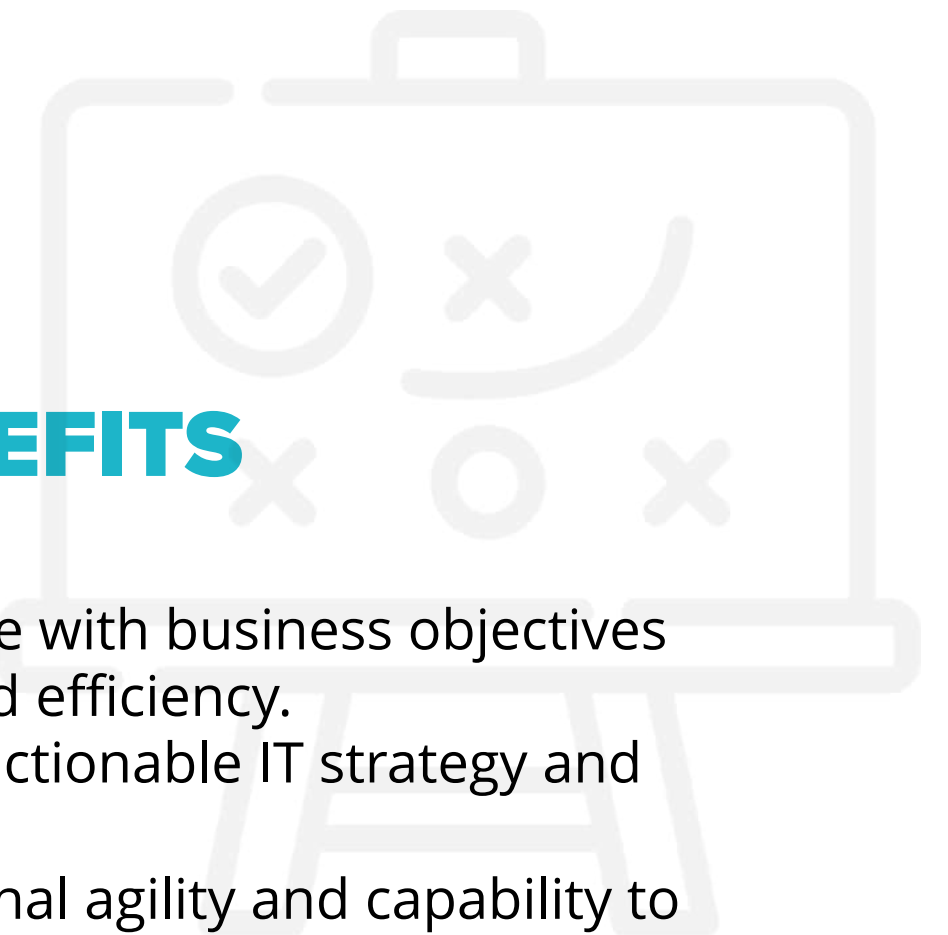 EFITS
e with business objectives
d efficiency.
ctionable IT strategy and
nal agility and capability to